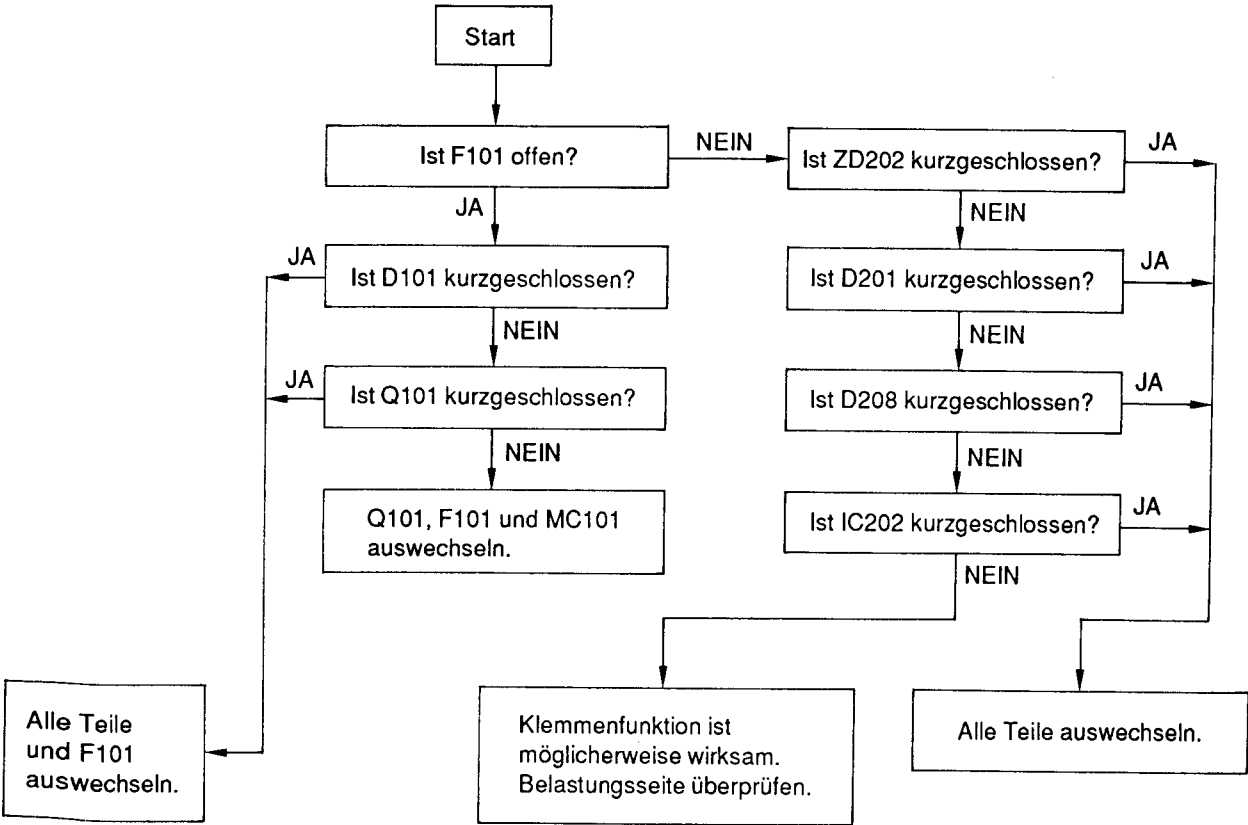 Start
Ist F101 offen?
NEIN
Ist ZD202 kurzgeschlossen?
JA
JA
NEIN
JA
Ist D101 kurzgeschlossen?
Ist D201 kurzgeschlossen?
JA
NEIN
NEIN
JA
Ist Q101 kurzgeschlossen?
Ist D208 kurzgeschlossen?
JA
NEIN
NEIN
Q101, F101 und MC101
auswechseln.
Ist IC202 kurzgeschlossen?
JA
NEIN
Alle Teile
und F101
auswechseln.
Klemmenfunktion ist
möglicherweise wirksam.
Belastungsseite überprüfen.
Alle Teile auswechseln.